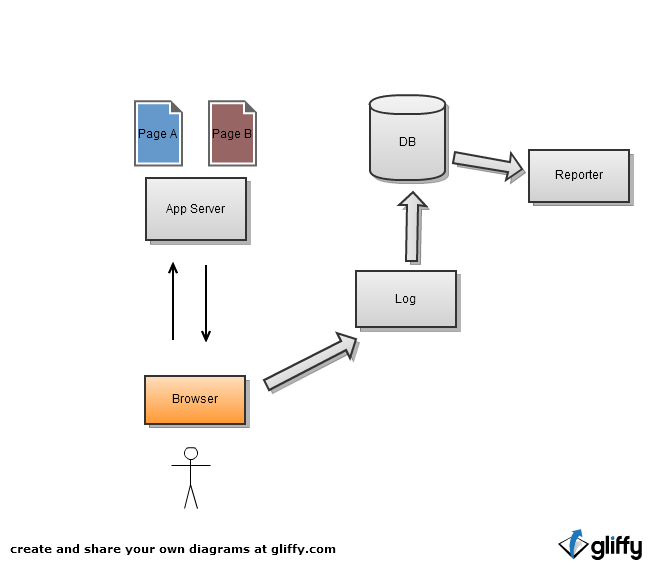 Page A
Page B
App Server
DB
Reporter
Log
Browser
create and share your own diagrams at gliffy.com
gliffy